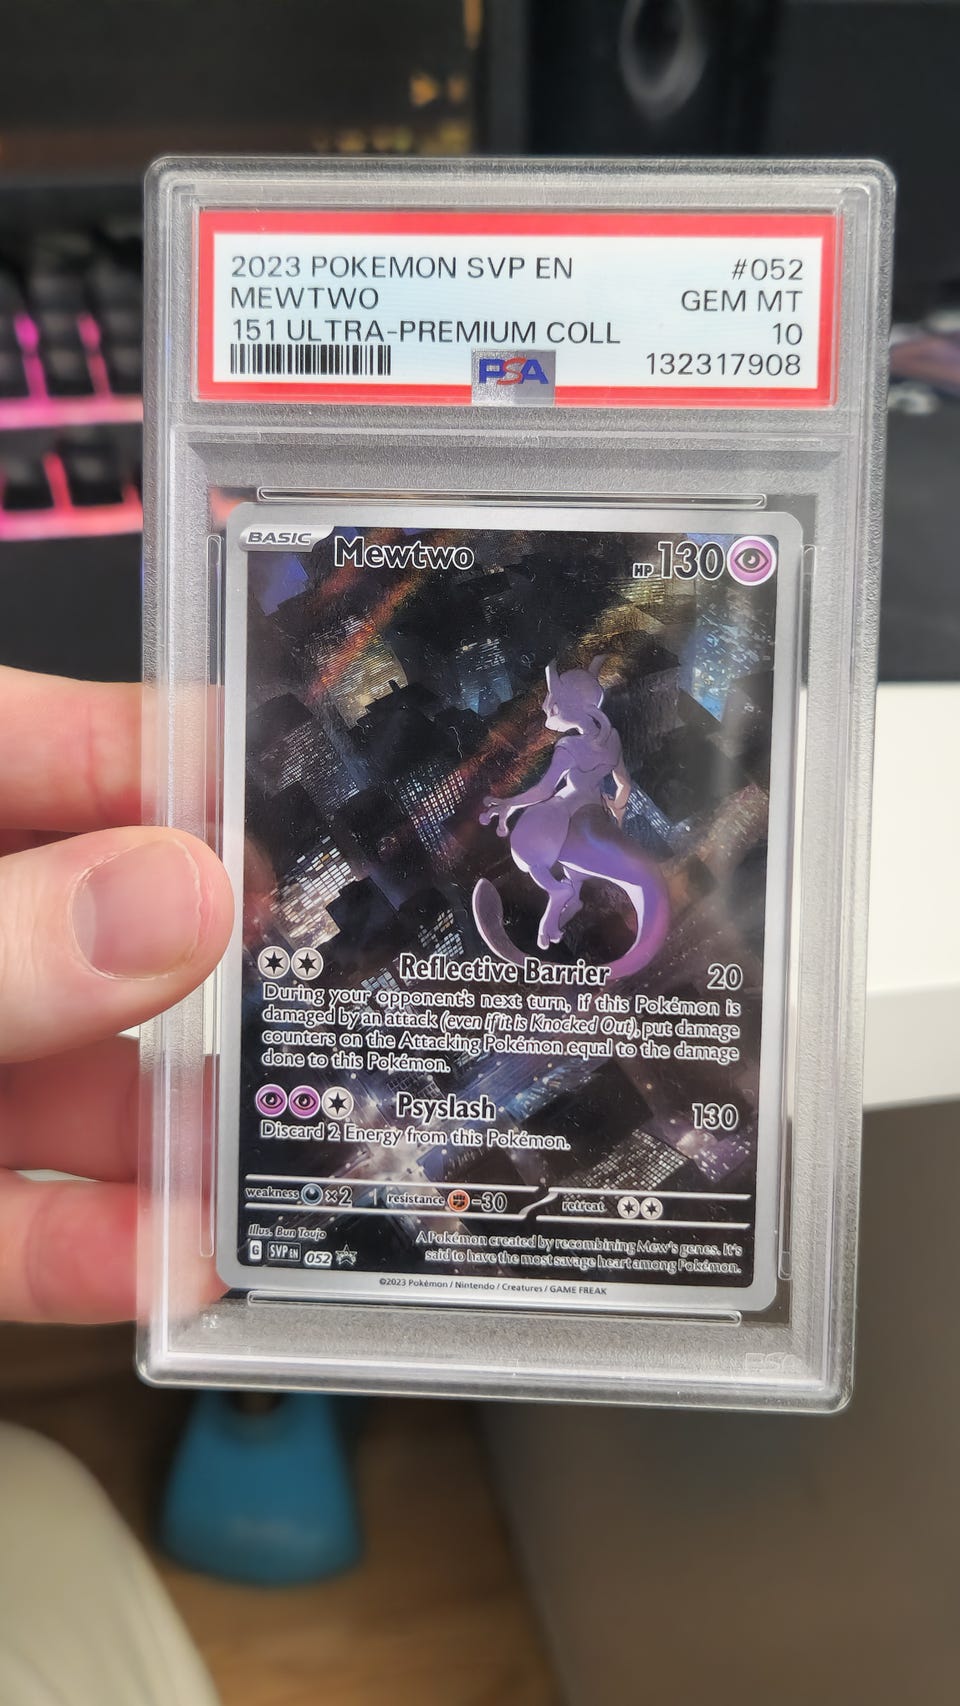 2023 POKEMON SVP EN #052
MEWTWO GEM MT
151 ULTRA-PREMIUM COLL 10
PSA 132317908
BASIC Mewtwo HP 130
Reflective Barrier 20
During your opponent's next turn, if this Pokémon is
damaged by an attack (even if it is Knocked Out), put damage
counters on the Attacking Pokémon equal to the damage
done to this Pokémon.
Psyslash 130
Discard 2 Energy from this Pokémon.
weakness ×2 resistance -30 retreat
Illus. Bun Toujo
A Pokémon created by recombining Mew's genes. It's
said to have the most savage heart among Pokémon.
G SVP EN 052
©2023 Pokémon / Nintendo / Creatures / GAME FREAK